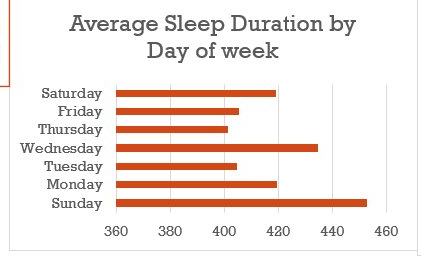 Average Sleep Duration by
Day of week
Saturday
Friday
Thursday
Wednesday
Tuesday
Monday
Sunday
360 380 400 420 440 460